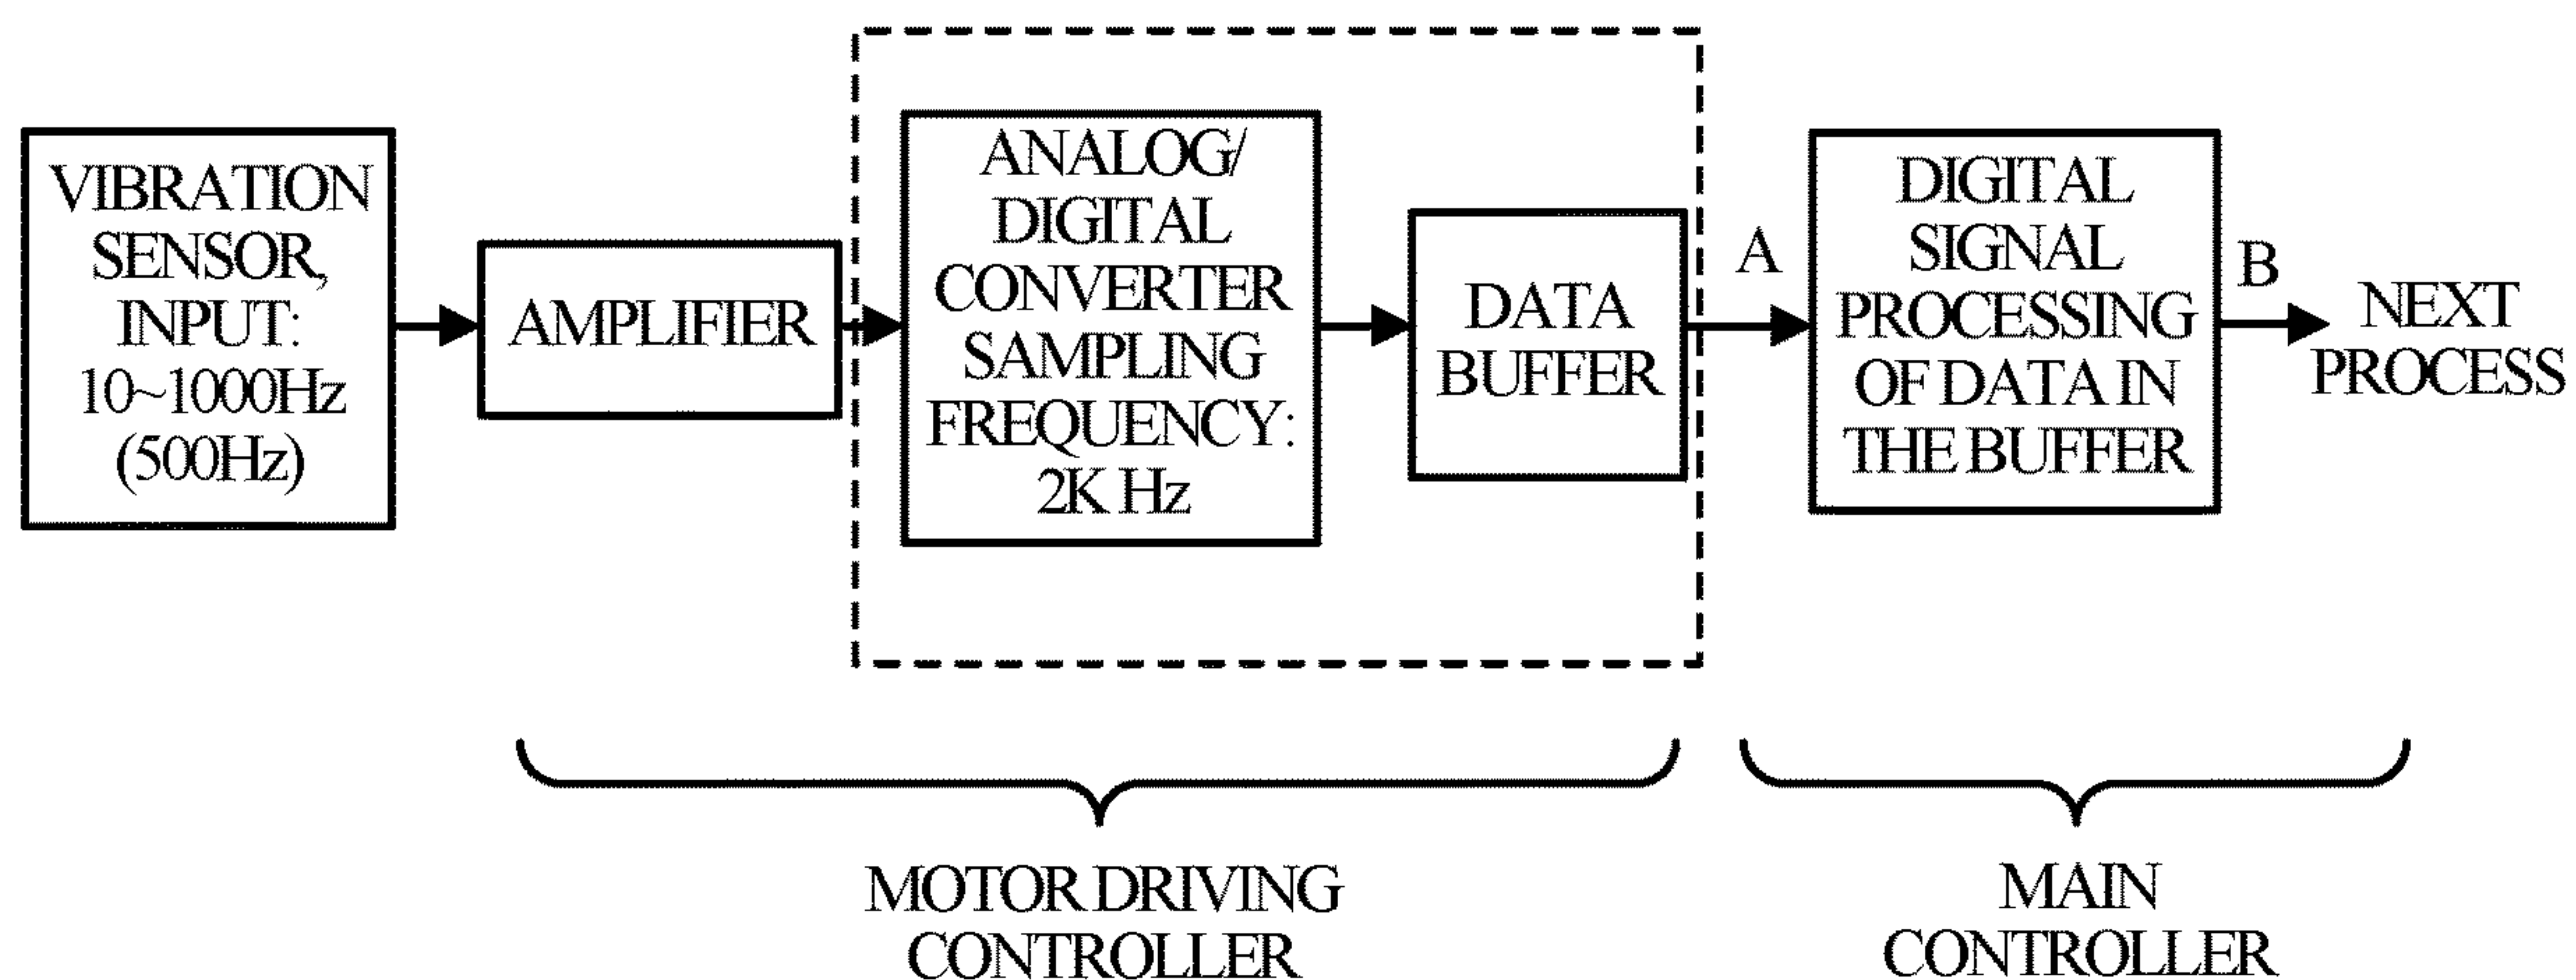 VIBRATION
SENSOR,
INPUT:
10~1000Hz
(500Hz)
AMPLIFIER
ANALOG/
DIGITAL
CONVERTER
SAMPLING
FREQUENCY:
2K Hz
DATA
BUFFER
A
DIGITAL
SIGNAL
PROCESSING
OF DATA IN
THE BUFFER
B
NEXT
PROCESS
MOTOR DRIVING
CONTROLLER
MAIN
CONTROLLER